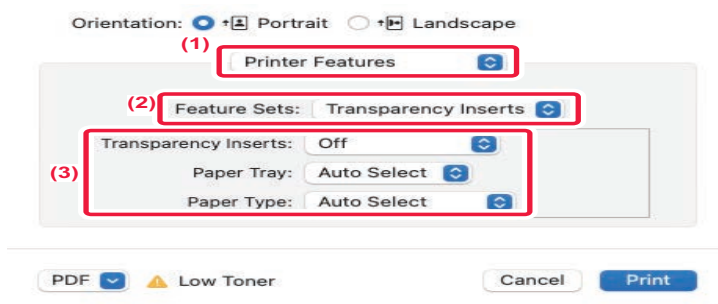 Orientation: Portrait Landscape
(1)
Printer Features
(2) Feature Sets: Transparency Inserts
Transparency Inserts: Off
(3) Paper Tray: Auto Select
Paper Type: Auto Select
PDF Low Toner Cancel Print